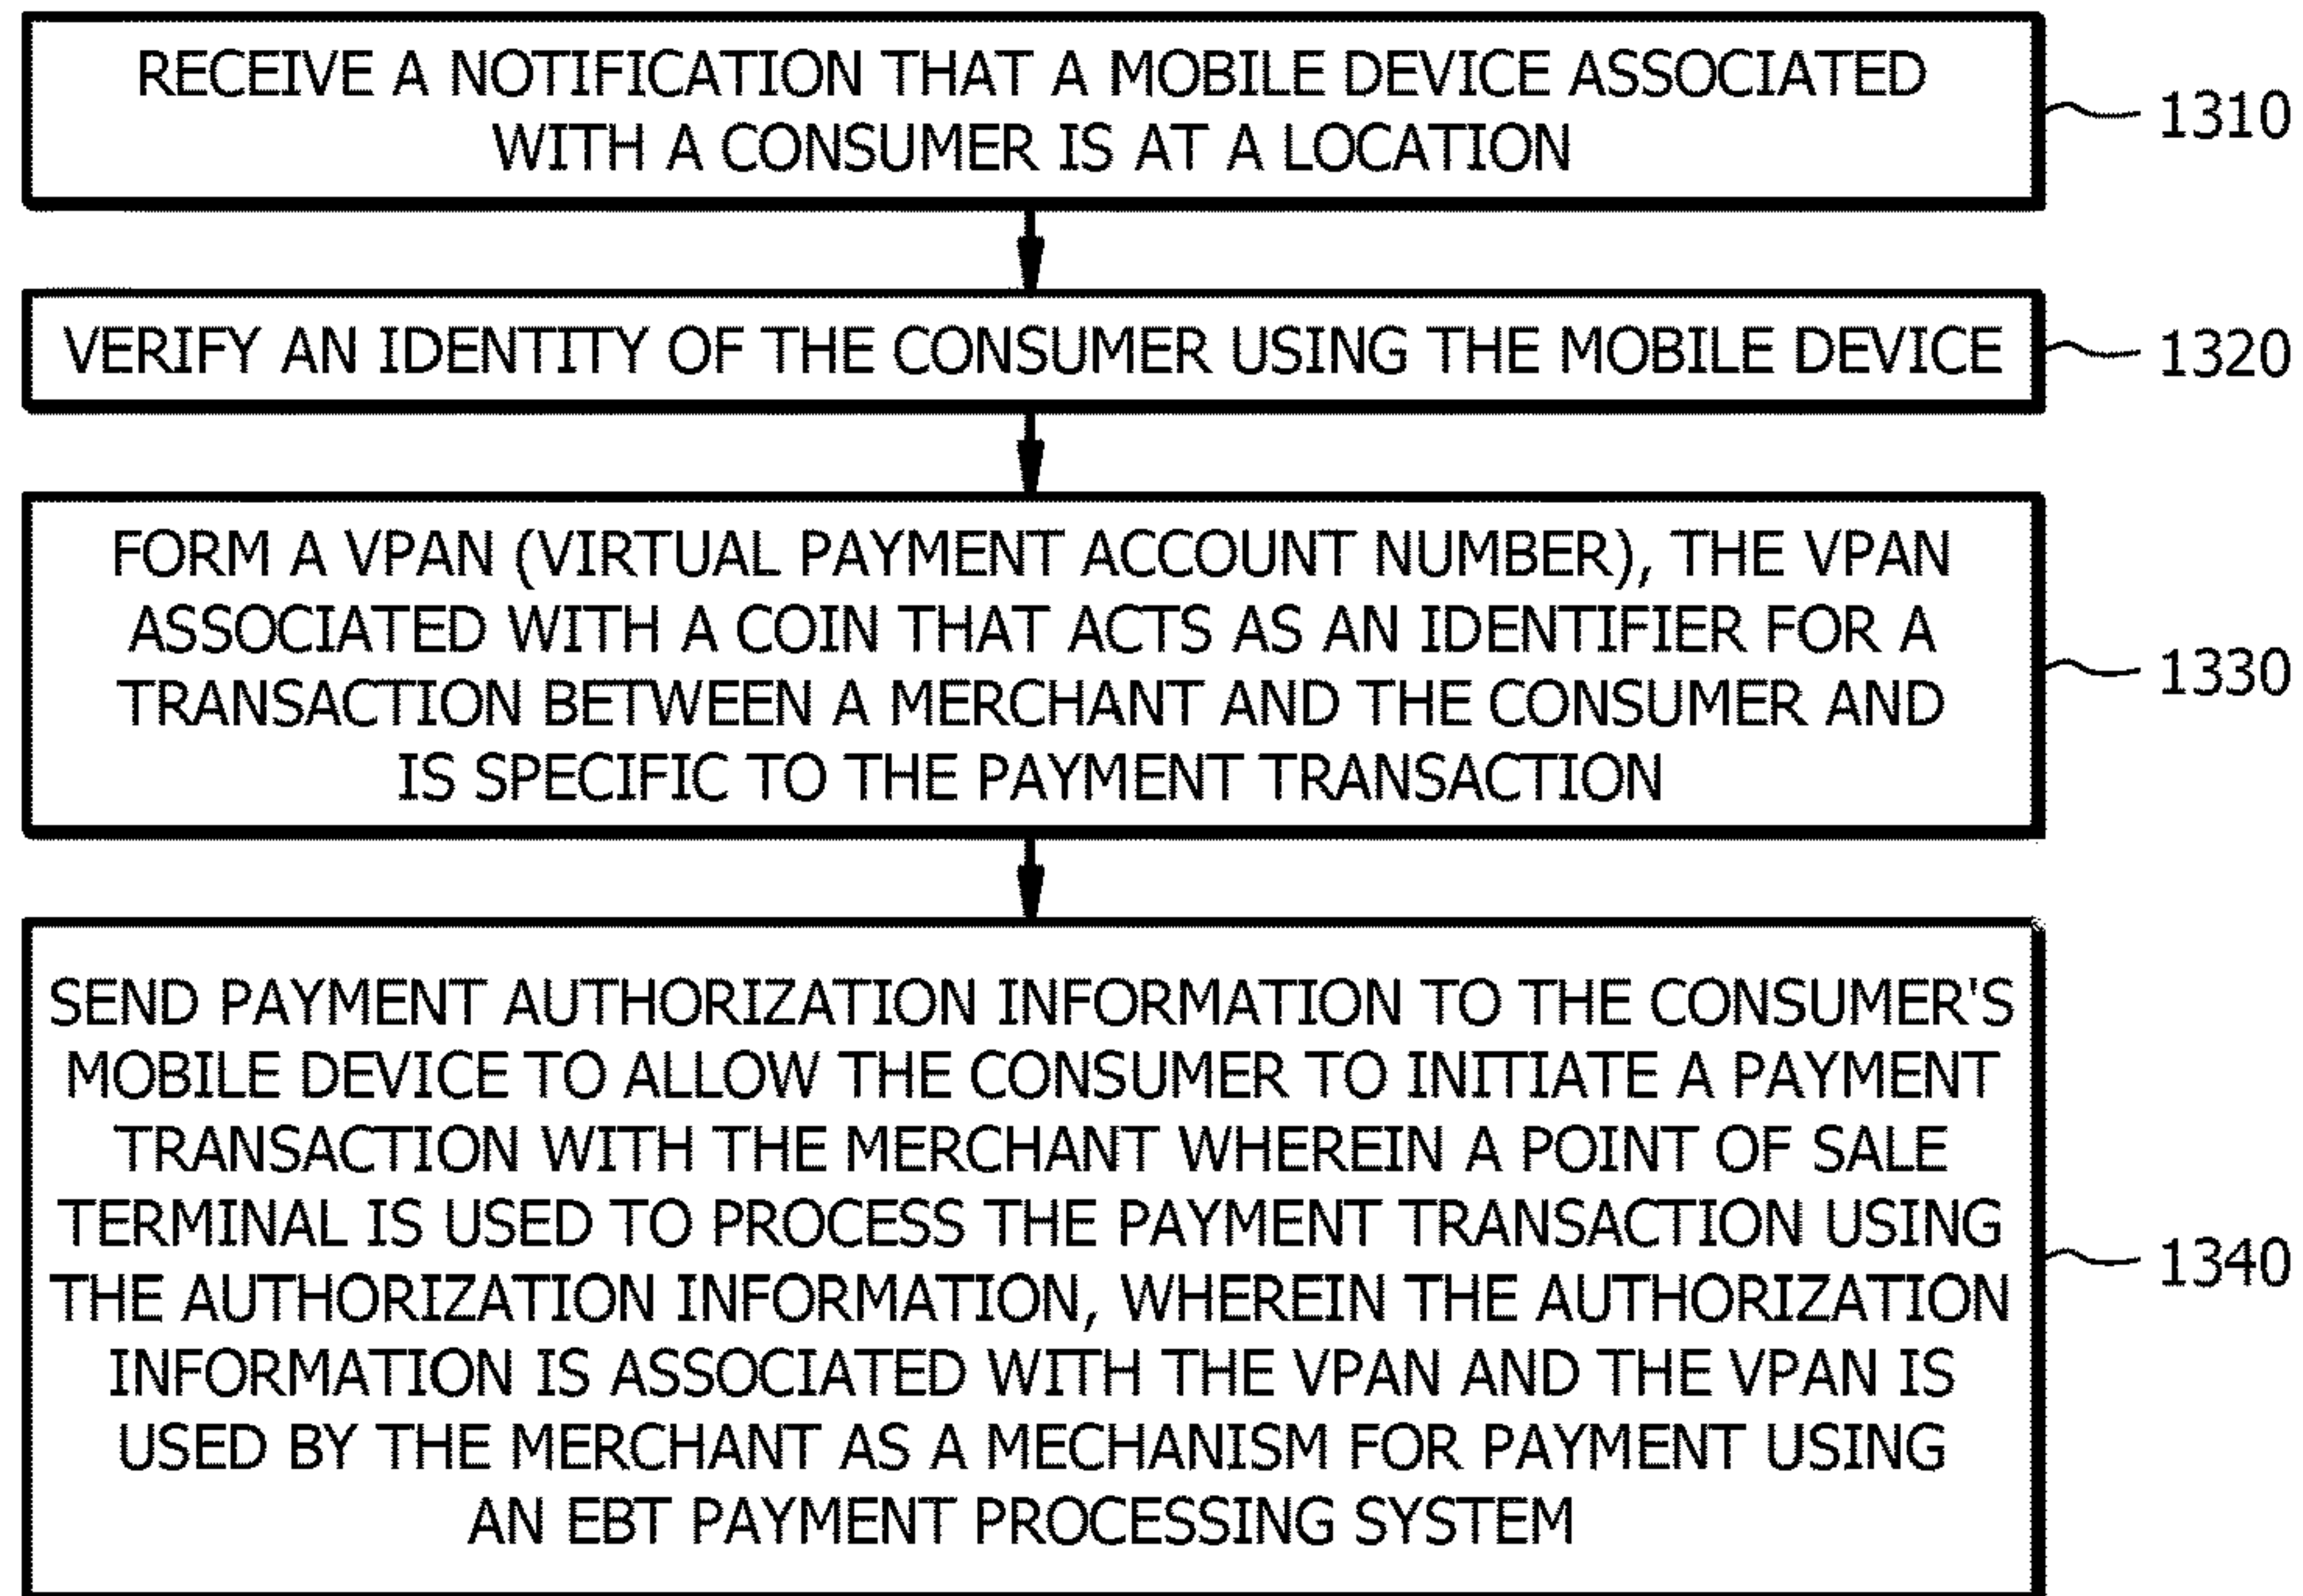 RECEIVE A NOTIFICATION THAT A MOBILE DEVICE ASSOCIATED
WITH A CONSUMER IS AT A LOCATION
1310
VERIFY AN IDENTITY OF THE CONSUMER USING THE MOBILE DEVICE
1320
FORM A VPAN (VIRTUAL PAYMENT ACCOUNT NUMBER), THE VPAN
ASSOCIATED WITH A COIN THAT ACTS AS AN IDENTIFIER FOR A
TRANSACTION BETWEEN A MERCHANT AND THE CONSUMER AND
IS SPECIFIC TO THE PAYMENT TRANSACTION
1330
SEND PAYMENT AUTHORIZATION INFORMATION TO THE CONSUMER'S
MOBILE DEVICE TO ALLOW THE CONSUMER TO INITIATE A PAYMENT
TRANSACTION WITH THE MERCHANT WHEREIN A POINT OF SALE
TERMINAL IS USED TO PROCESS THE PAYMENT TRANSACTION USING
THE AUTHORIZATION INFORMATION, WHEREIN THE AUTHORIZATION
INFORMATION IS ASSOCIATED WITH THE VPAN AND THE VPAN IS
USED BY THE MERCHANT AS A MECHANISM FOR PAYMENT USING
AN EBT PAYMENT PROCESSING SYSTEM
1340